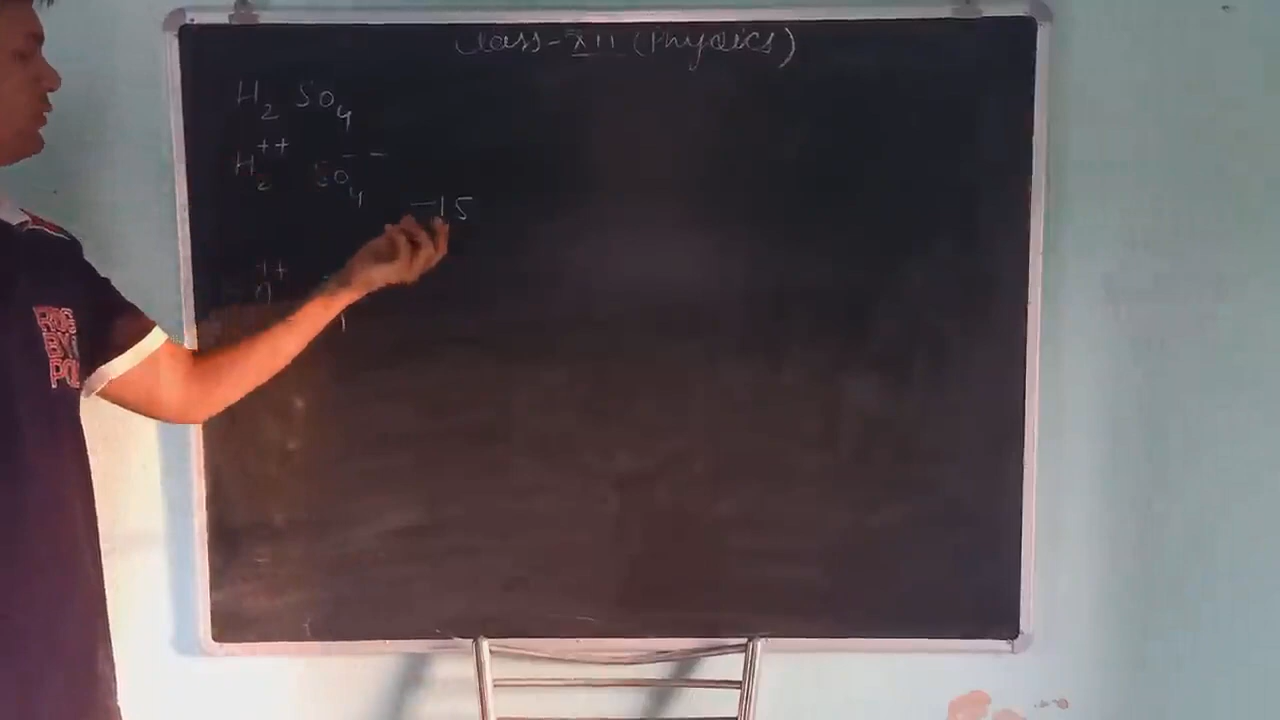 Class-XII (Physics)
H₂ SO₄
H₂⁺⁺ SO₄⁻⁻
-15